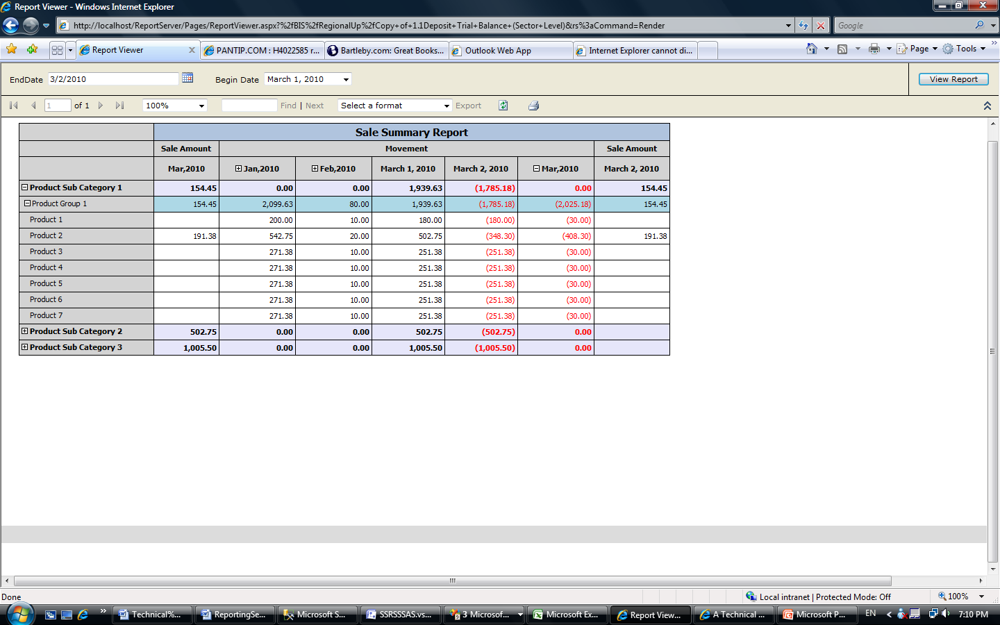 Report Viewer - Windows Internet Explorer
http://localhost/ReportServer/Pages/ReportViewer.aspx?%2fBIS%2fRegionalUp%2fCopy+of+1.1Deposit+Trial+Balance+(Sector+Level)&rs%3aCommand=Render
Google
Report Viewer
PANTIP.COM : H4022585 r...
Bartleby.com: Great Books...
Outlook Web App
Internet Explorer cannot di...
Page
Tools
EndDate 3/2/2010 Begin Date March 1, 2010 View Report
1 of 1 100% Find | Next Select a format Export
Sale Summary Report
Sale Amount Movement Sale Amount
Mar,2010 Jan,2010 Feb,2010 March 1, 2010 March 2, 2010 Mar,2010 March 2, 2010
Product Sub Category 1 154.45 0.00 0.00 1,939.63 (1,785.18) 0.00 154.45
Product Group 1 154.45 2,099.63 80.00 1,939.63 (1,785.18) (2,025.18) 154.45
Product 1 200.00 10.00 180.00 (180.00) (30.00)
Product 2 191.38 542.75 20.00 502.75 (348.30) (408.30) 191.38
Product 3 271.38 10.00 251.38 (251.38) (30.00)
Product 4 271.38 10.00 251.38 (251.38) (30.00)
Product 5 271.38 10.00 251.38 (251.38) (30.00)
Product 6 271.38 10.00 251.38 (251.38) (30.00)
Product 7 271.38 10.00 251.38 (251.38) (30.00)
Product Sub Category 2 502.75 0.00 0.00 502.75 (502.75) 0.00
Product Sub Category 3 1,005.50 0.00 0.00 1,005.50 (1,005.50) 0.00
Done
Local intranet | Protected Mode: Off
100%
Technical%...
ReportingSe...
Microsoft S...
SSRSSSAS.vs...
3 Microsof...
Microsoft Ex...
Report View...
A Technical ...
Microsoft P...
EN
7:10 PM